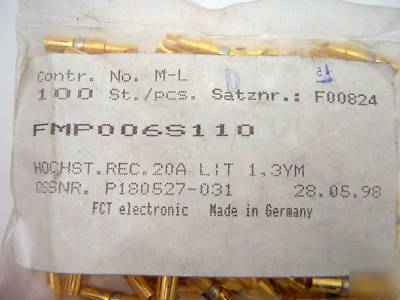 Contr. No. M-L
100 St./pcs. Satznr.: F00824
FMP006S110
HOCHST.REC.20A LIT 1,3YM
QSSNR. P180527-031 28.05.98
FCT electronic Made in Germany